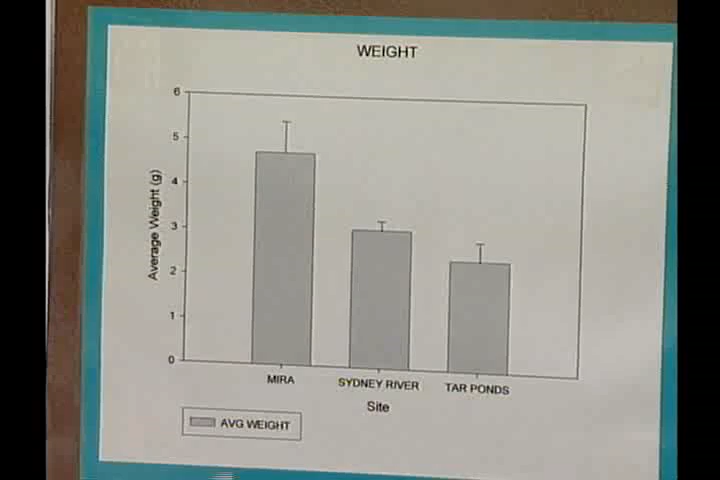 WEIGHT
6
5
4
3
2
1
0
Average Weight (g)
MIRA
SYDNEY RIVER
TAR PONDS
Site
AVG WEIGHT